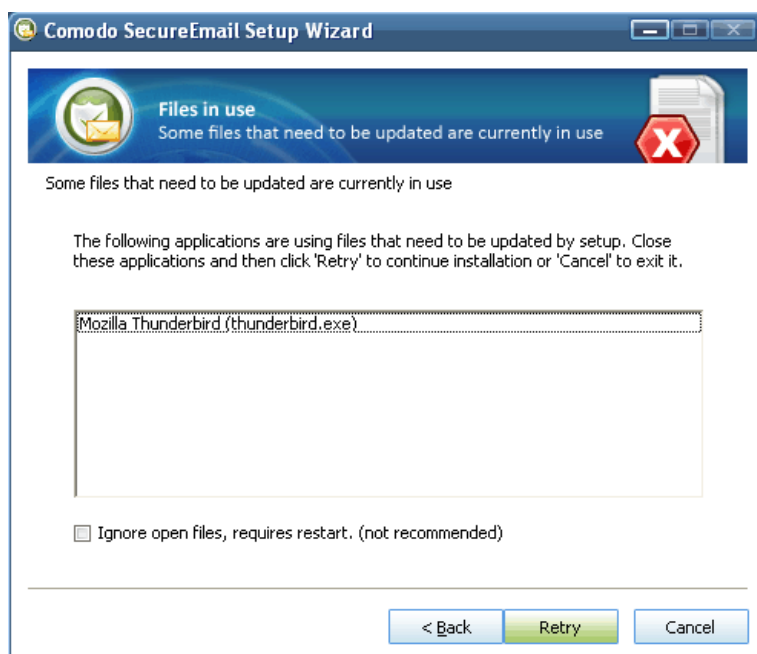 Comodo SecureEmail Setup Wizard
Files in use
Some files that need to be updated are currently in use
Some files that need to be updated are currently in use
The following applications are using files that need to be updated by setup. Close
these applications and then click 'Retry' to continue installation or 'Cancel' to exit it.
Mozilla Thunderbird (thunderbird.exe)
Ignore open files, requires restart. (not recommended)
< Back Retry Cancel